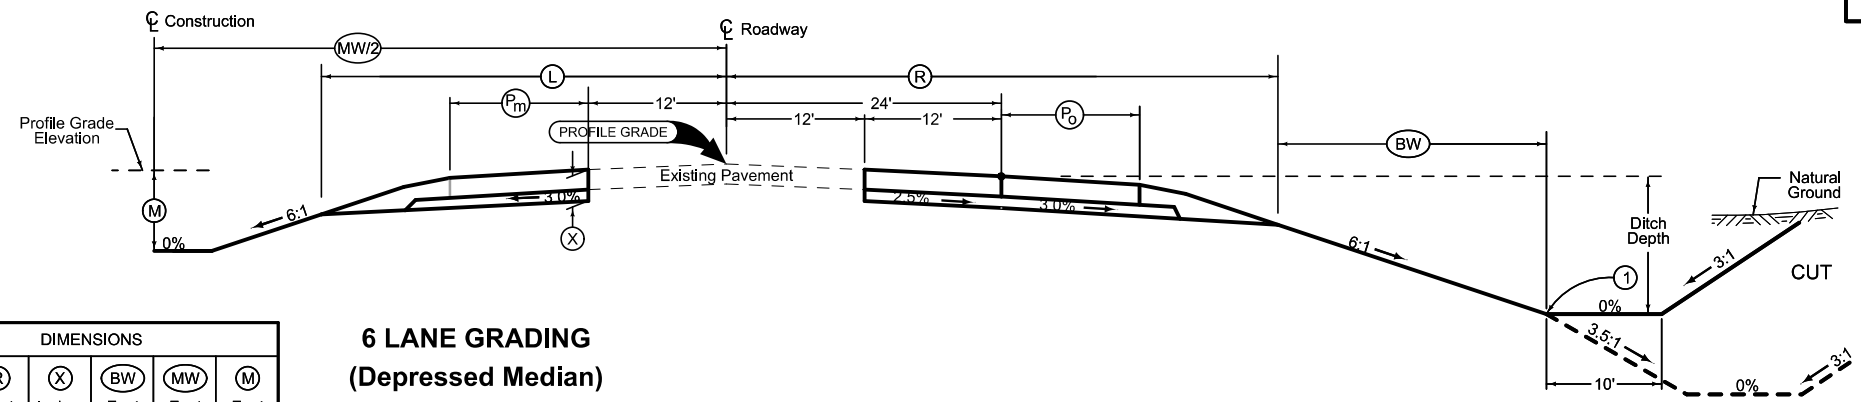 ℄ Construction
℄ Roadway
MW/2
L
R
Pm
12'
24'
Po
12'
12'
Profile Grade
Elevation
PROFILE GRADE
BW
Existing Pavement
Natural
Ground
M
6:1
3.0%
2.5%
3.0%
X
0%
Ditch
Depth
6:1
3:1
CUT
1
0%
3.5:1
3:1
10'
0%
6 LANE GRADING
(Depressed Median)
DIMENSIONS
R X BW MW M